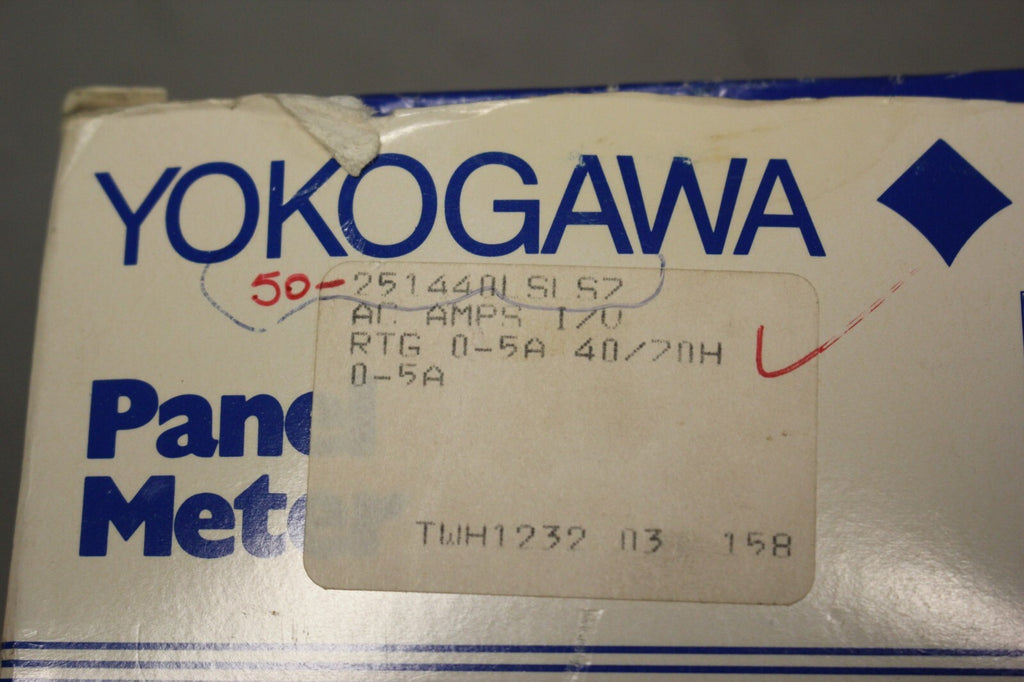 YOKOGAWA
50-251440LSLS7
AC AMPS I/U
RTG 0-5A 40/70H
0-5A
Panel
Meter
TWH1232 03 158